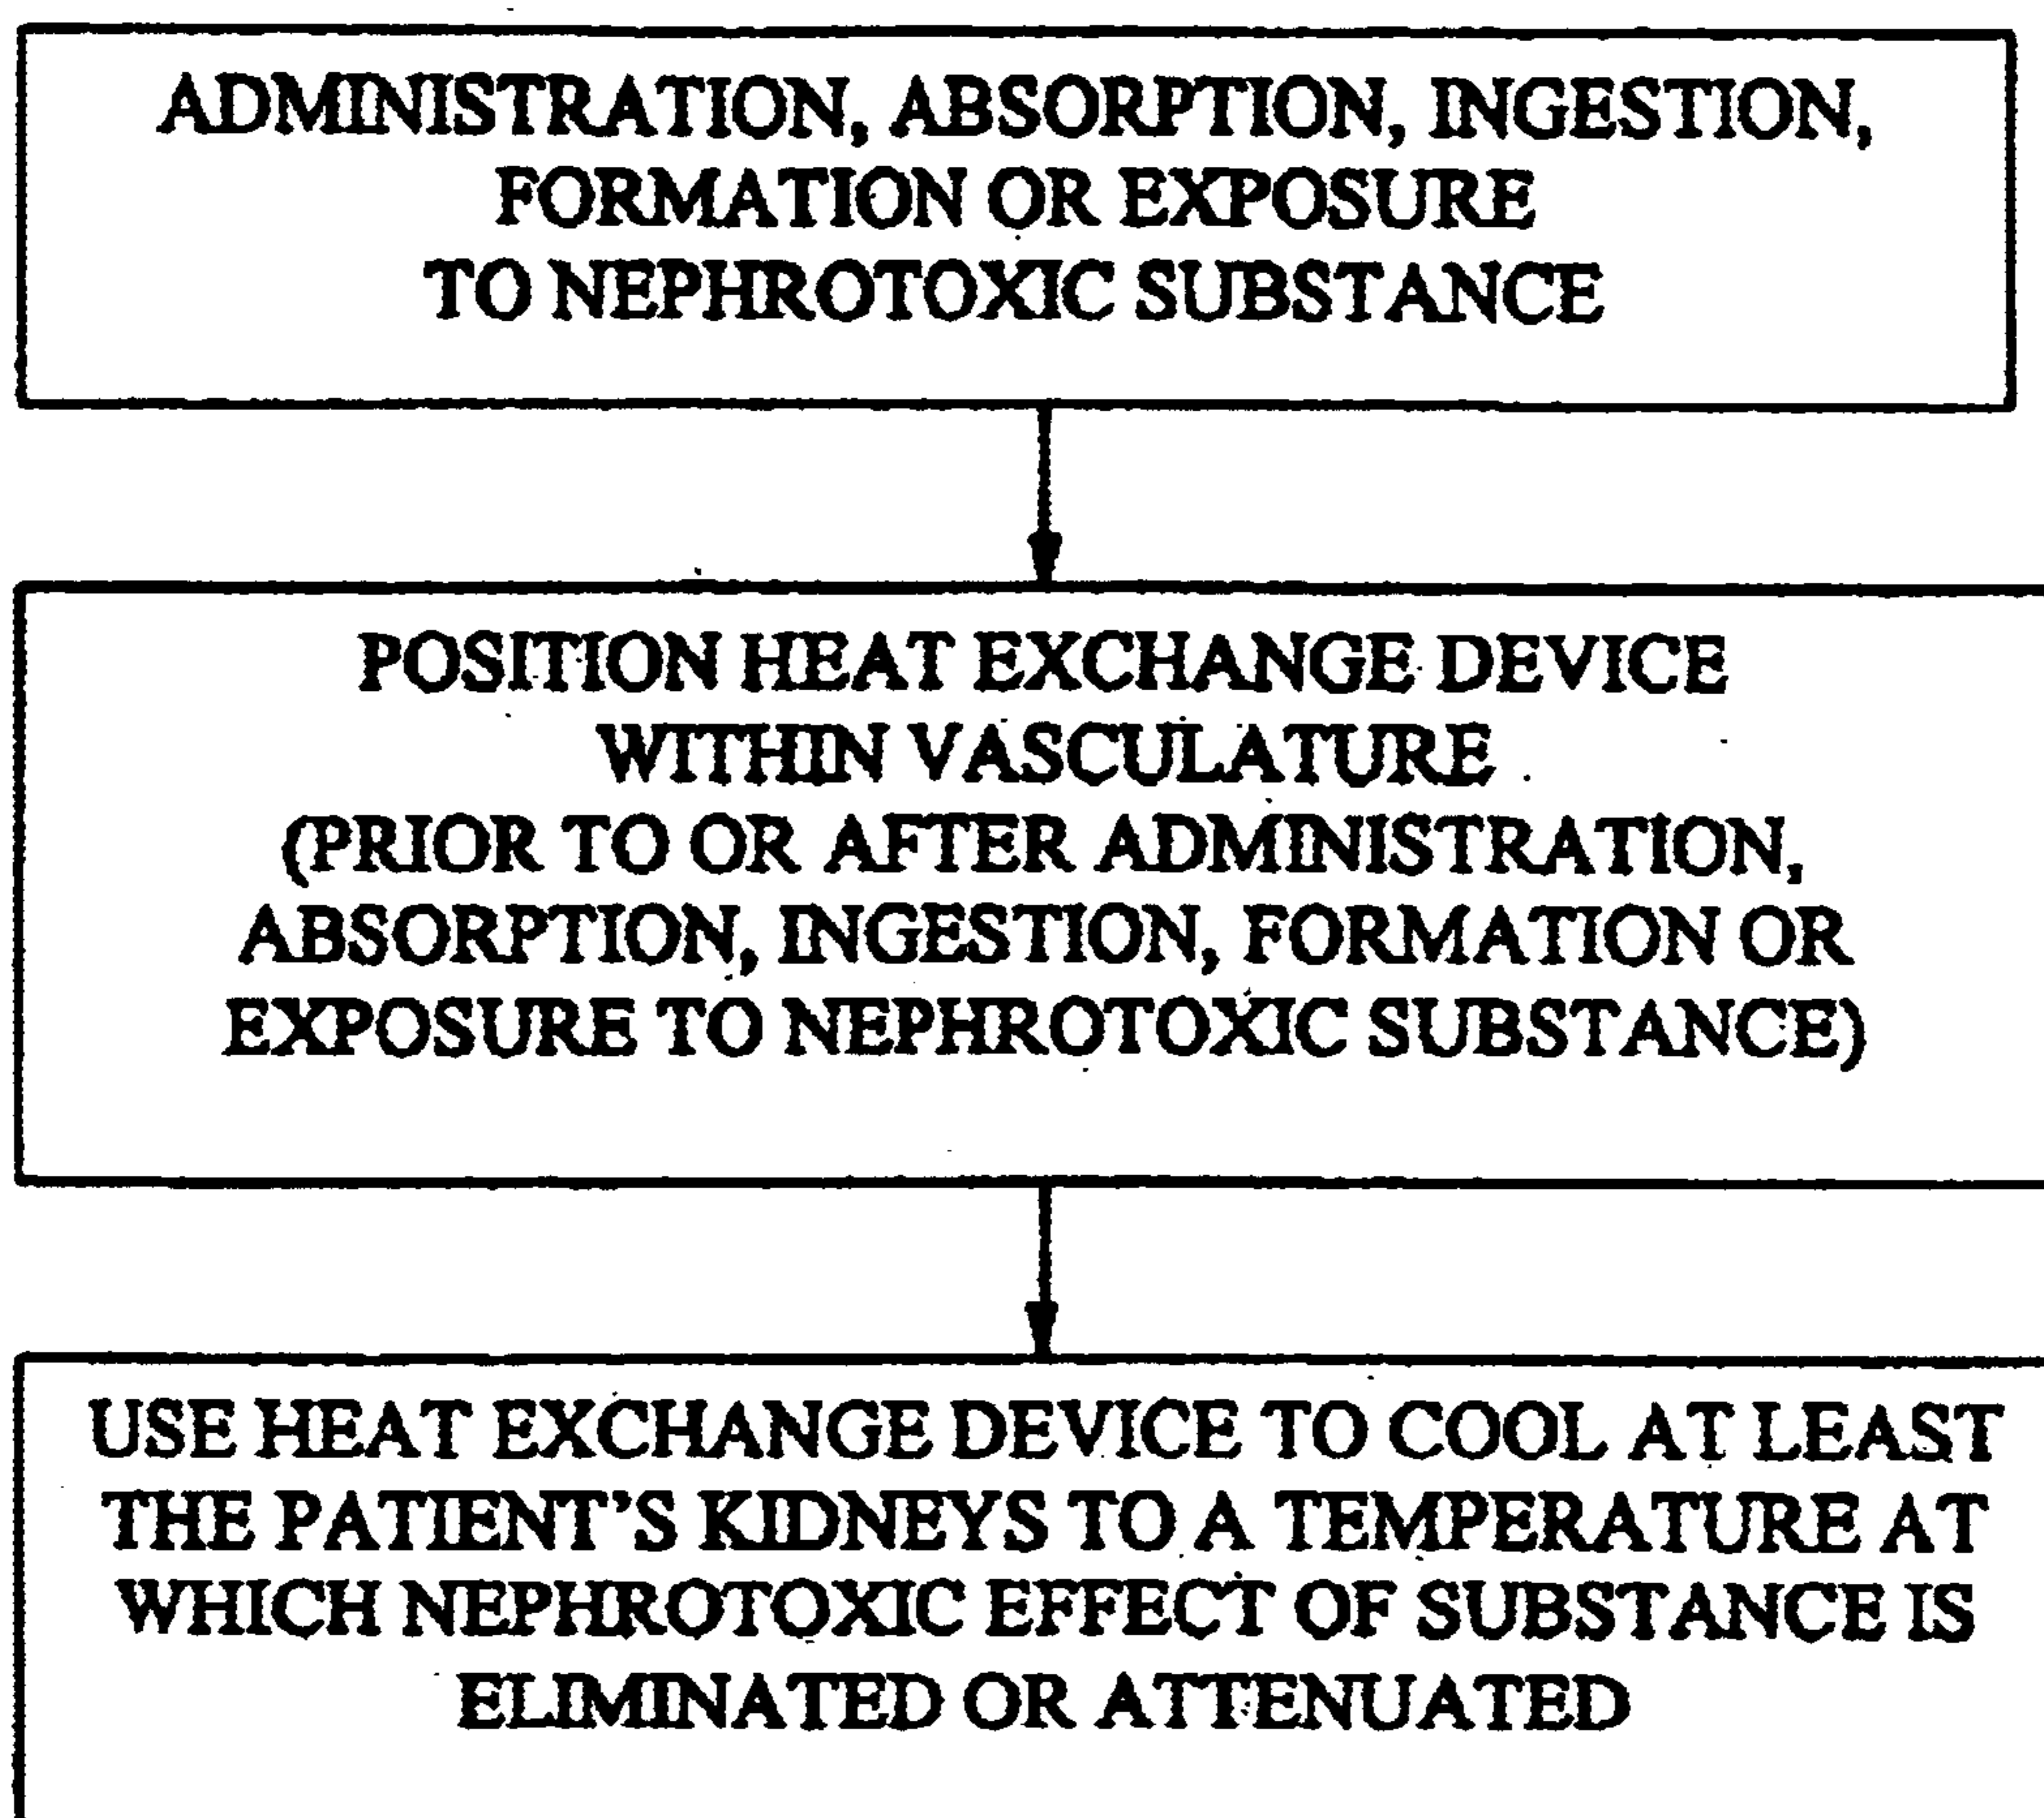 ADMINISTRATION, ABSORPTION, INGESTION,
FORMATION OR EXPOSURE
TO NEPHROTOXIC SUBSTANCE
POSITION HEAT EXCHANGE DEVICE
WITHIN VASCULATURE
(PRIOR TO OR AFTER ADMINISTRATION,
ABSORPTION, INGESTION, FORMATION OR
EXPOSURE TO NEPHROTOXIC SUBSTANCE)
USE HEAT EXCHANGE DEVICE TO COOL AT LEAST
THE PATIENT'S KIDNEYS TO A TEMPERATURE AT
WHICH NEPHROTOXIC EFFECT OF SUBSTANCE IS
ELIMINATED OR ATTENUATED